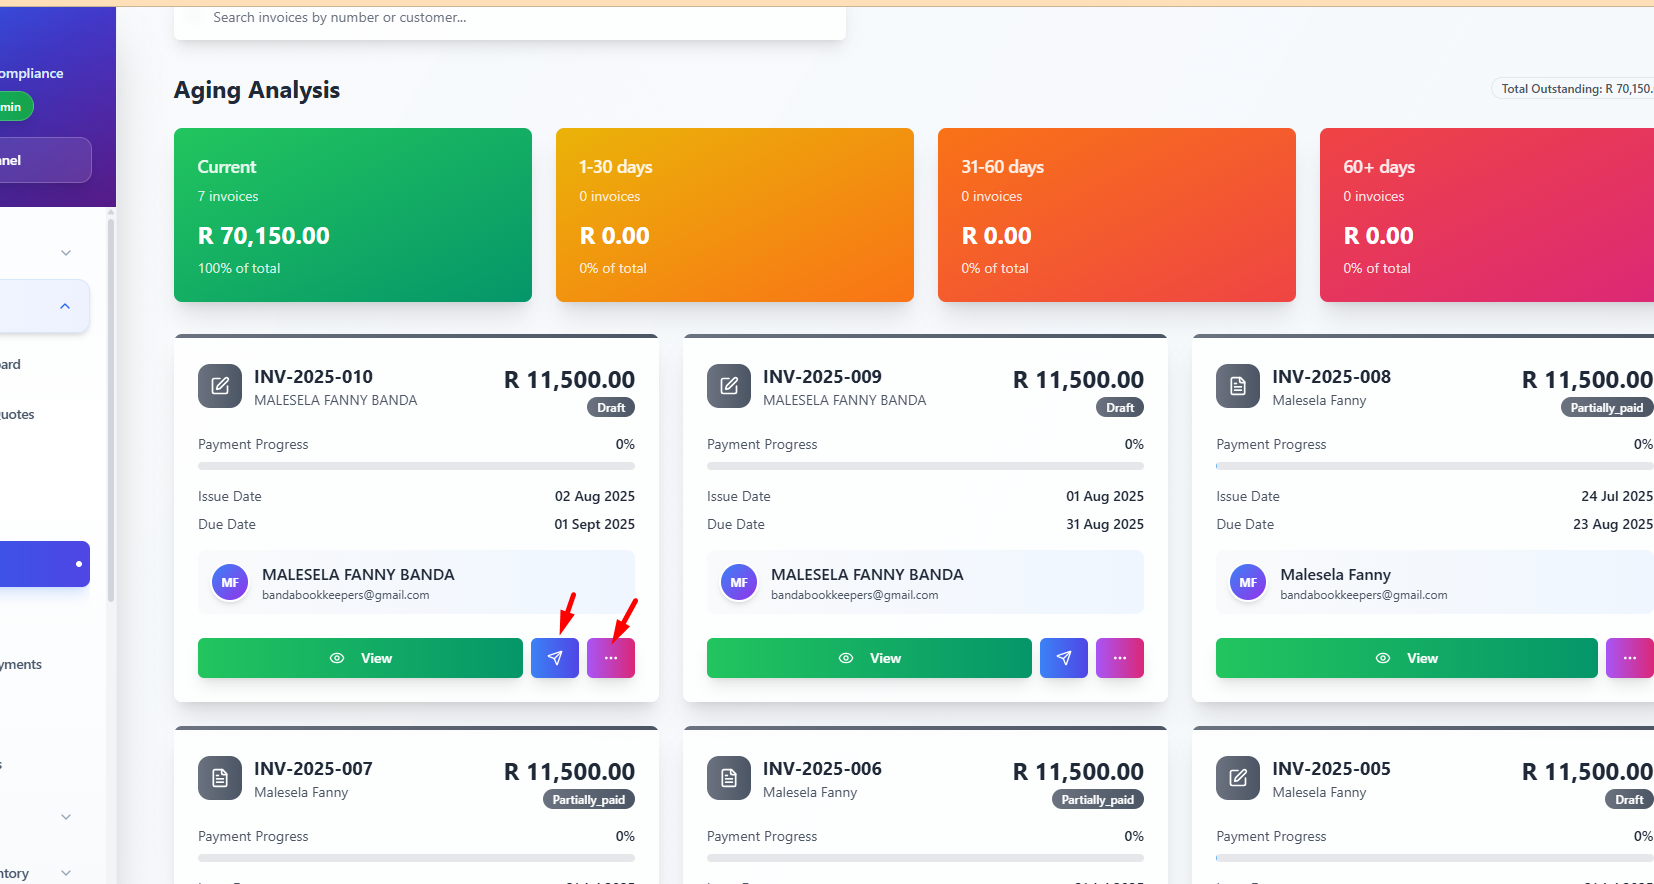 Search invoices by number or customer...
ompliance
min
nel
ard
uotes
yments
s
ntory
Aging Analysis
Total Outstanding: R 70,150.
Current
7 invoices
R 70,150.00
100% of total
1-30 days
0 invoices
R 0.00
0% of total
31-60 days
0 invoices
R 0.00
0% of total
60+ days
0 invoices
R 0.00
0% of total
INV-2025-010
MALESELA FANNY BANDA
R 11,500.00
Draft
Payment Progress 0%
Issue Date 02 Aug 2025
Due Date 01 Sept 2025
MF
MALESELA FANNY BANDA
bandabookkeepers@gmail.com
View
INV-2025-009
MALESELA FANNY BANDA
R 11,500.00
Draft
Payment Progress 0%
Issue Date 01 Aug 2025
Due Date 31 Aug 2025
MF
MALESELA FANNY BANDA
bandabookkeepers@gmail.com
View
INV-2025-008
Malesela Fanny
R 11,500.00
Partially_paid
Payment Progress 0%
Issue Date 24 Jul 2025
Due Date 23 Aug 2025
MF
Malesela Fanny
bandabookkeepers@gmail.com
View
INV-2025-007
Malesela Fanny
R 11,500.00
Partially_paid
Payment Progress 0%
INV-2025-006
Malesela Fanny
R 11,500.00
Partially_paid
Payment Progress 0%
INV-2025-005
Malesela Fanny
R 11,500.00
Draft
Payment Progress 0%